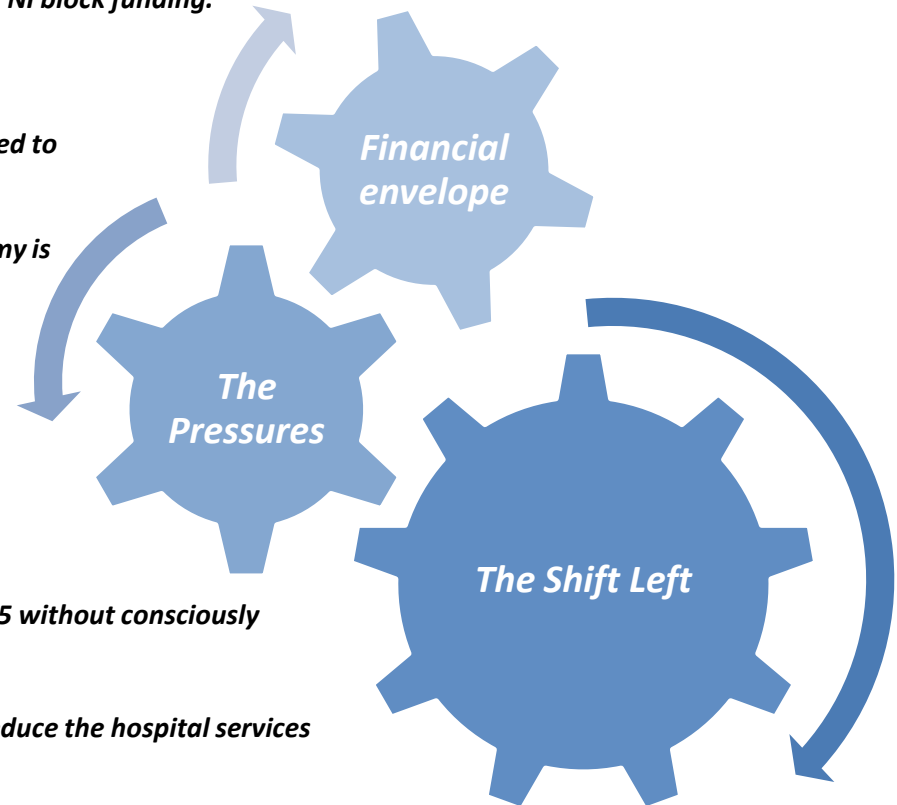 NI block funding.
ed to
my is
Financial
envelope
The
Pressures
The Shift Left
5 without consciously
duce the hospital services